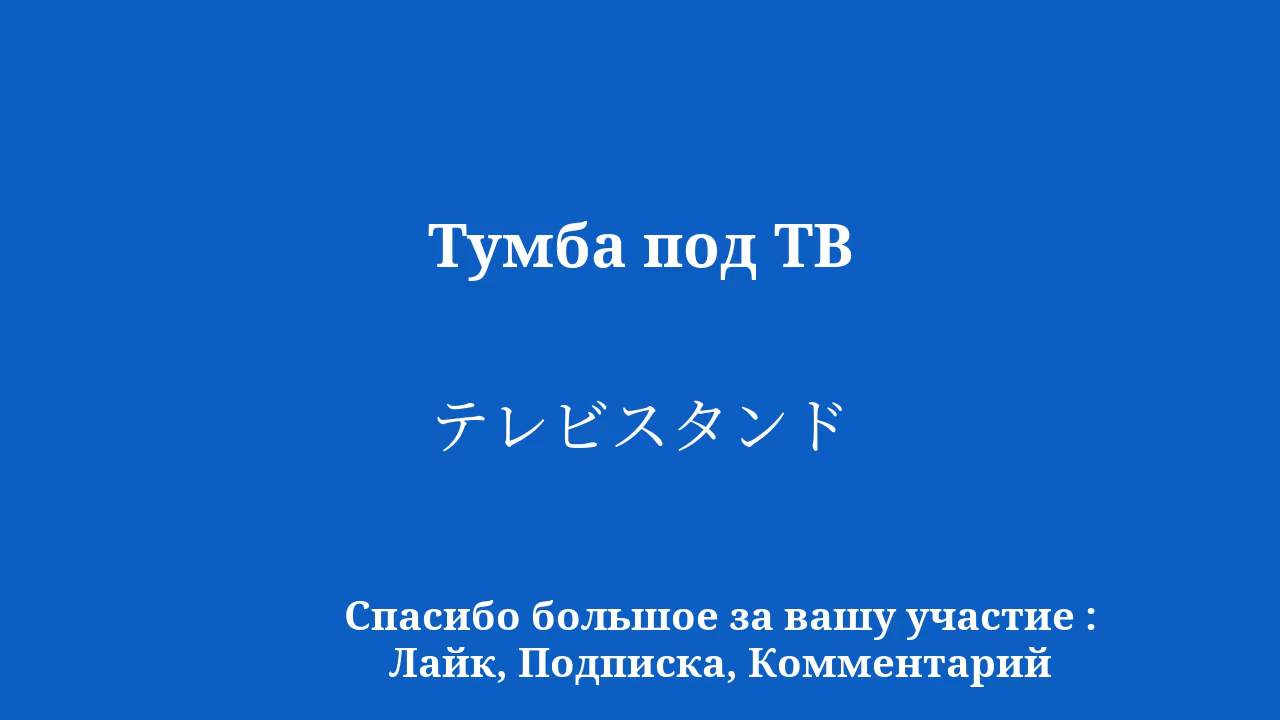 Тумба под ТВ
テレビスタンド
Спасибо большое за вашу участие :
Лайк, Подписка, Комментарий